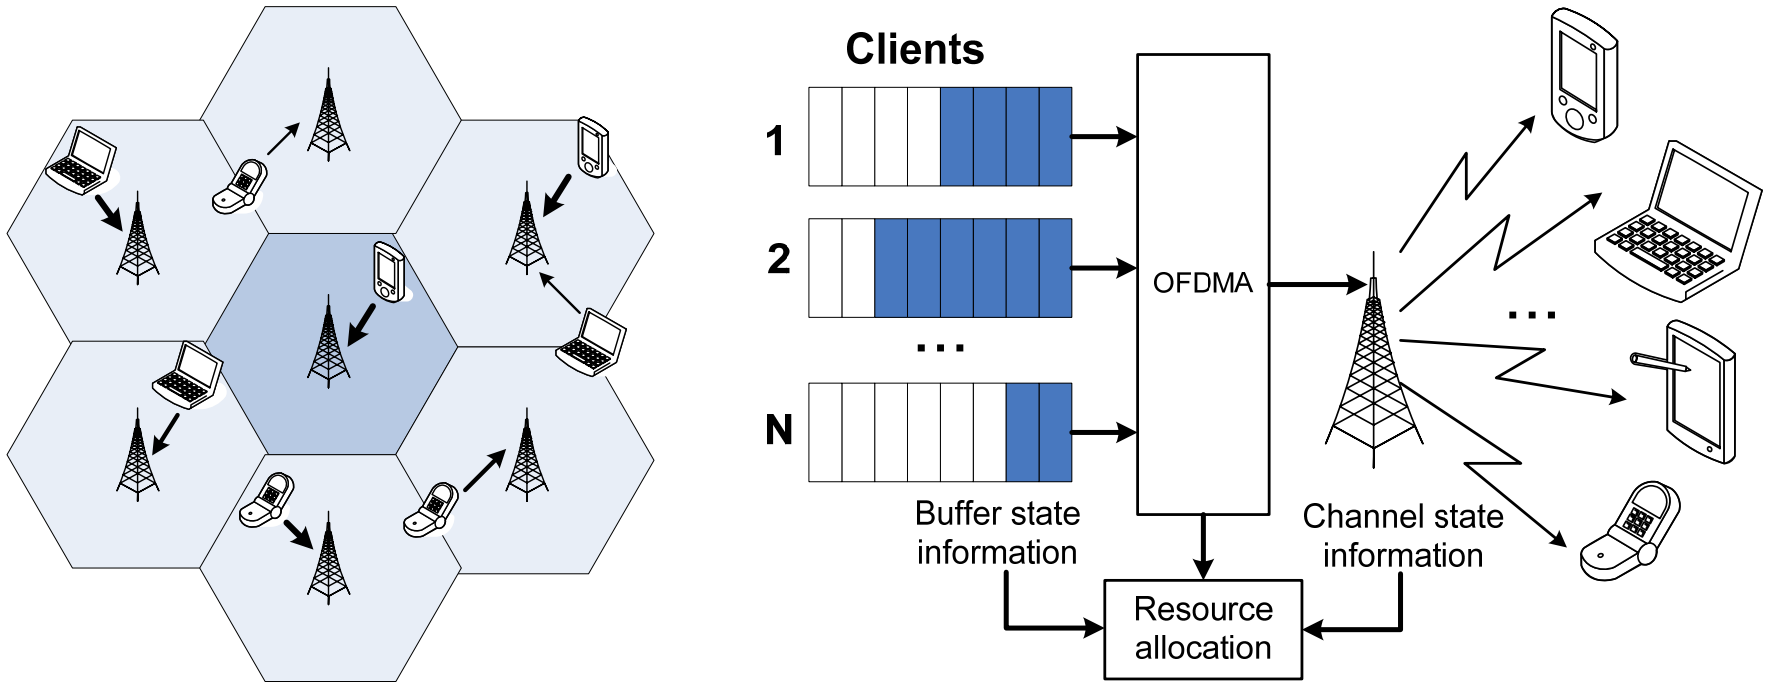 Clients
1
2
...
N
OFDMA
...
Buffer state
information
Channel state
information
Resource
allocation